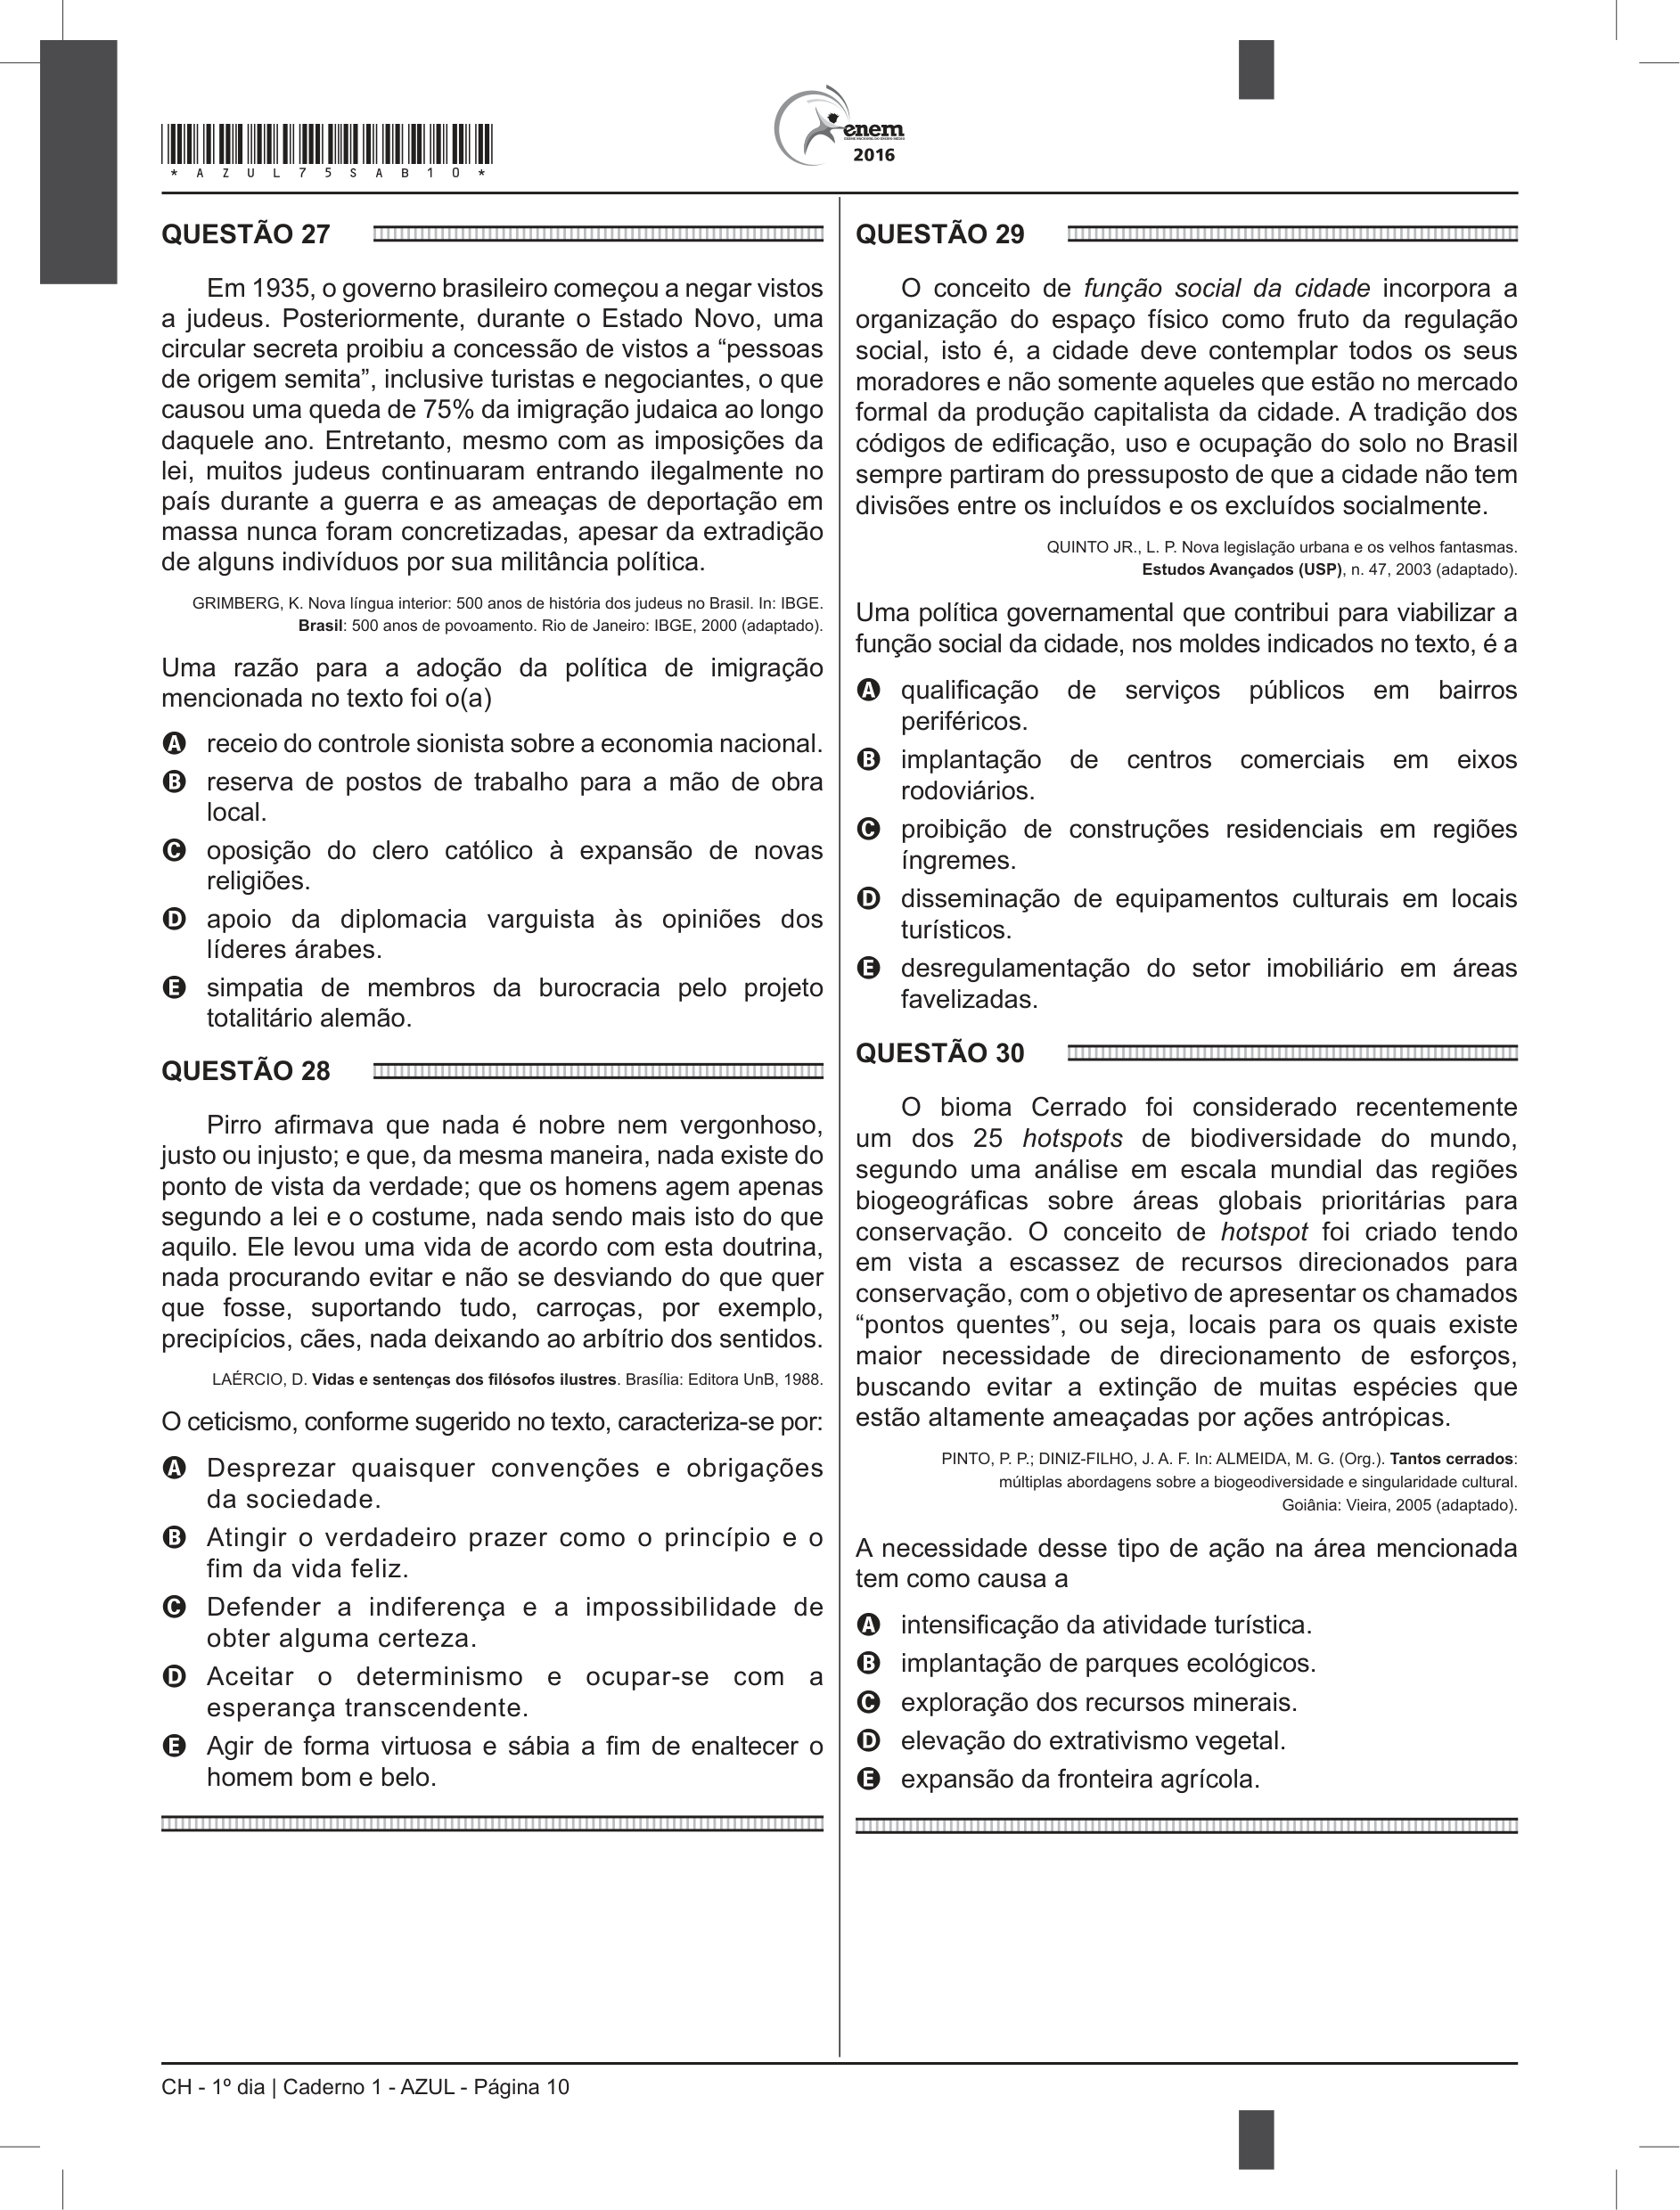 *AZUL75SAB10*
enem
2016
QUESTÃO 27
Em 1935, o governo brasileiro começou a negar vistos
a judeus. Posteriormente, durante o Estado Novo, uma
circular secreta proibiu a concessão de vistos a “pessoas
de origem semita”, inclusive turistas e negociantes, o que
causou uma queda de 75% da imigração judaica ao longo
daquele ano. Entretanto, mesmo com as imposições da
lei, muitos judeus continuaram entrando ilegalmente no
país durante a guerra e as ameaças de deportação em
massa nunca foram concretizadas, apesar da extradição
de alguns indivíduos por sua militância política.
GRIMBERG, K. Nova língua interior: 500 anos de história dos judeus no Brasil. In: IBGE.
Brasil: 500 anos de povoamento. Rio de Janeiro: IBGE, 2000 (adaptado).
Uma razão para a adoção da política de imigração
mencionada no texto foi o(a)
A receio do controle sionista sobre a economia nacional.
B reserva de postos de trabalho para a mão de obra
local.
C oposição do clero católico à expansão de novas
religiões.
D apoio da diplomacia varguista às opiniões dos
líderes árabes.
E simpatia de membros da burocracia pelo projeto
totalitário alemão.
QUESTÃO 28
Pirro afirmava que nada é nobre nem vergonhoso,
justo ou injusto; e que, da mesma maneira, nada existe do
ponto de vista da verdade; que os homens agem apenas
segundo a lei e o costume, nada sendo mais isto do que
aquilo. Ele levou uma vida de acordo com esta doutrina,
nada procurando evitar e não se desviando do que quer
que fosse, suportando tudo, carroças, por exemplo,
precipícios, cães, nada deixando ao arbítrio dos sentidos.
LAÉRCIO, D. Vidas e sentenças dos filósofos ilustres. Brasília: Editora UnB, 1988.
O ceticismo, conforme sugerido no texto, caracteriza-se por:
A Desprezar quaisquer convenções e obrigações
da sociedade.
B Atingir o verdadeiro prazer como o princípio e o
fim da vida feliz.
C Defender a indiferença e a impossibilidade de
obter alguma certeza.
D Aceitar o determinismo e ocupar-se com a
esperança transcendente.
E Agir de forma virtuosa e sábia a fim de enaltecer o
homem bom e belo.
QUESTÃO 29
O conceito de função social da cidade incorpora a
organização do espaço físico como fruto da regulação
social, isto é, a cidade deve contemplar todos os seus
moradores e não somente aqueles que estão no mercado
formal da produção capitalista da cidade. A tradição dos
códigos de edificação, uso e ocupação do solo no Brasil
sempre partiram do pressuposto de que a cidade não tem
divisões entre os incluídos e os excluídos socialmente.
QUINTO JR., L. P. Nova legislação urbana e os velhos fantasmas.
Estudos Avançados (USP), n. 47, 2003 (adaptado).
Uma política governamental que contribui para viabilizar a
função social da cidade, nos moldes indicados no texto, é a
A qualificação de serviços públicos em bairros
periféricos.
B implantação de centros comerciais em eixos
rodoviários.
C proibição de construções residenciais em regiões
íngremes.
D disseminação de equipamentos culturais em locais
turísticos.
E desregulamentação do setor imobiliário em áreas
favelizadas.
QUESTÃO 30
O bioma Cerrado foi considerado recentemente
um dos 25 hotspots de biodiversidade do mundo,
segundo uma análise em escala mundial das regiões
biogeográficas sobre áreas globais prioritárias para
conservação. O conceito de hotspot foi criado tendo
em vista a escassez de recursos direcionados para
conservação, com o objetivo de apresentar os chamados
“pontos quentes”, ou seja, locais para os quais existe
maior necessidade de direcionamento de esforços,
buscando evitar a extinção de muitas espécies que
estão altamente ameaçadas por ações antrópicas.
PINTO, P. P.; DINIZ-FILHO, J. A. F. In: ALMEIDA, M. G. (Org.). Tantos cerrados:
múltiplas abordagens sobre a biogeodiversidade e singularidade cultural.
Goiânia: Vieira, 2005 (adaptado).
A necessidade desse tipo de ação na área mencionada
tem como causa a
A intensificação da atividade turística.
B implantação de parques ecológicos.
C exploração dos recursos minerais.
D elevação do extrativismo vegetal.
E expansão da fronteira agrícola.
CH - 1º dia | Caderno 1 - AZUL - Página 10